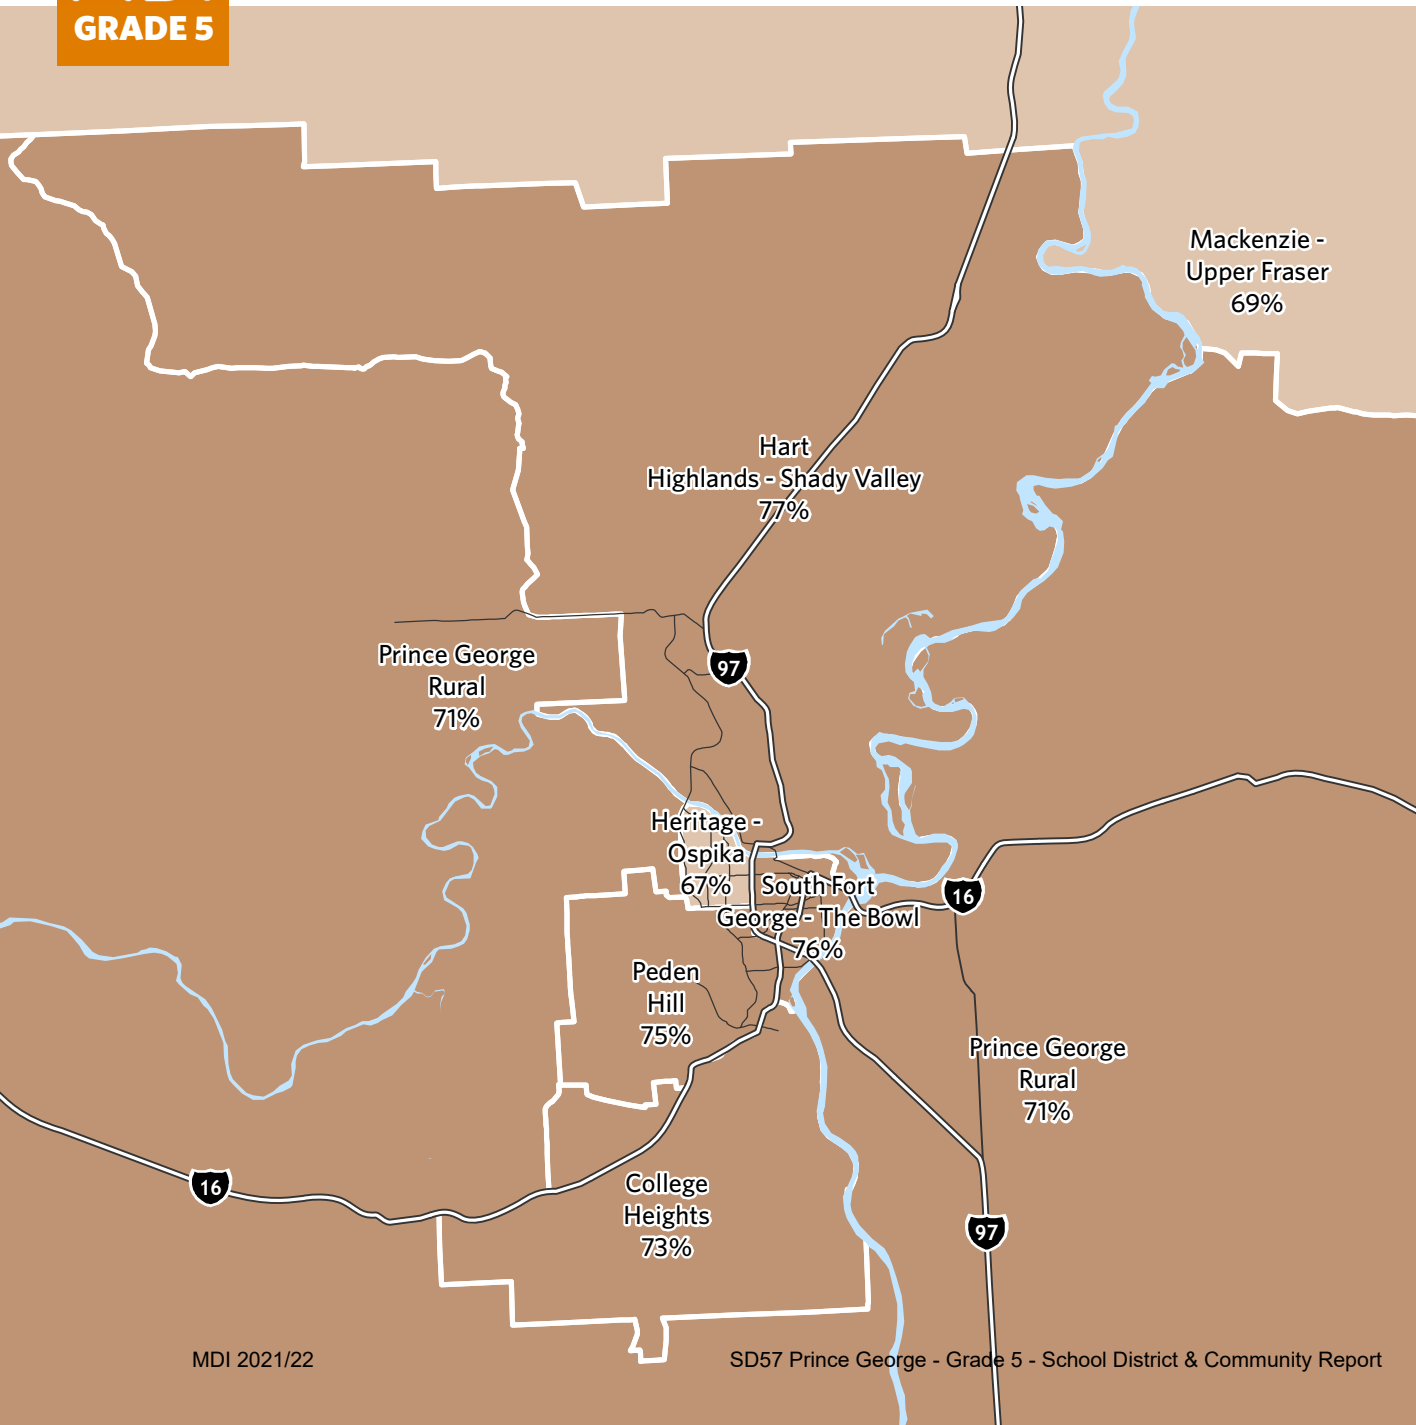 GRADE 5
Mackenzie -
Upper Fraser
69%
Hart
Highlands - Shady Valley
77%
Prince George
Rural
71%
97
Heritage -
Ospika
67%
South Fort
George - The Bowl
76%
16
Peden
Hill
75%
Prince George
Rural
71%
16
College
Heights
73%
97
MDI 2021/22
SD57 Prince George - Grade 5 - School District & Community Report